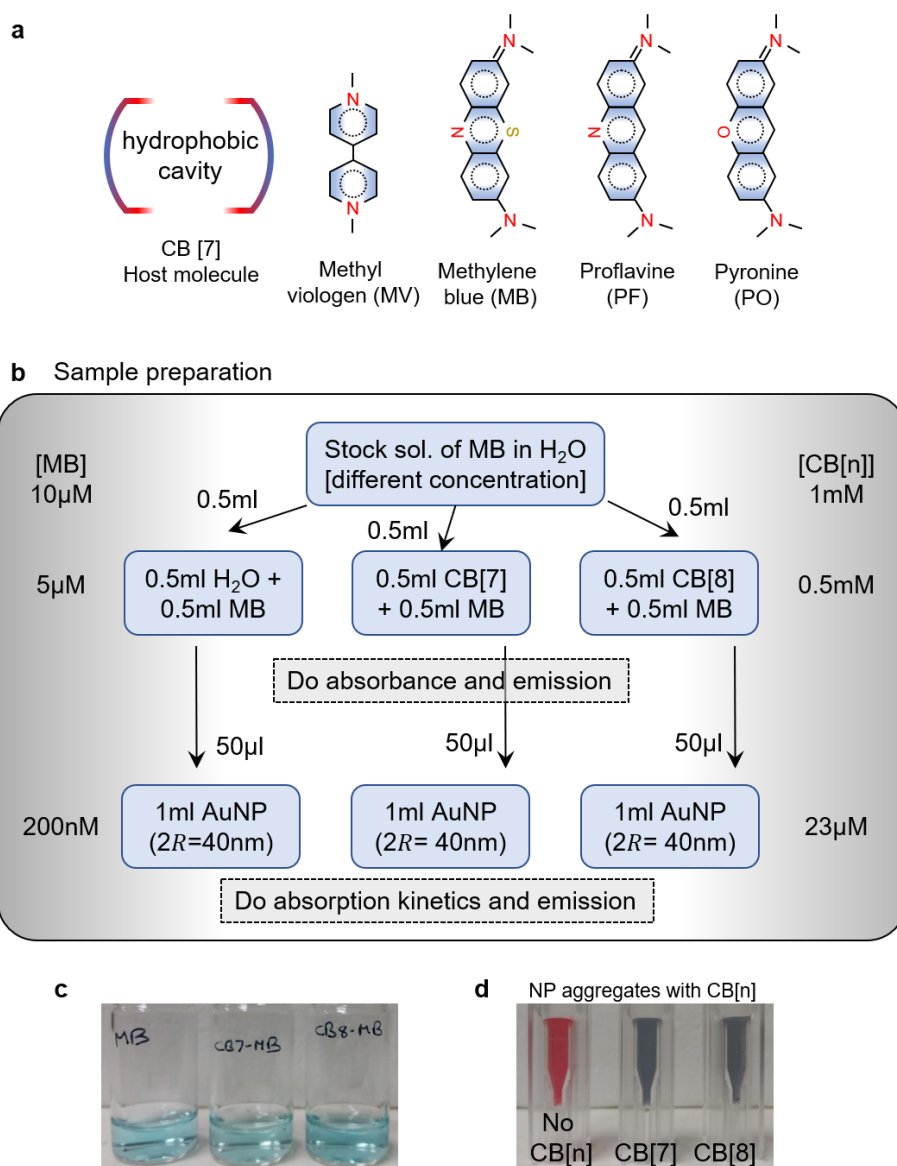 a
hydrophobic
cavity
CB [7]
Host molecule
N
N
Methyl
viologen (MV)
N
N
S
N
Methylene
blue (MB)
N
N
N
Proflavine
(PF)
N
O
N
Pyronine
(PO)
b Sample preparation
[MB]
10µM
Stock sol. of MB in H₂O
[different concentration]
[CB[n]]
1mM
0.5ml
0.5ml
0.5ml
5µM
0.5ml H₂O +
0.5ml MB
0.5ml CB[7]
+ 0.5ml MB
0.5ml CB[8]
+ 0.5ml MB
0.5mM
Do absorbance and emission
50µl
50µl
50µl
200nM
1ml AuNP
(2R=40nm)
1ml AuNP
(2R= 40nm)
1ml AuNP
(2R= 40nm)
23µM
Do absorption kinetics and emission
c
MB
CB7-MB
CB8-MB
d
NP aggregates with CB[n]
No
CB[n]
CB[7]
CB[8]